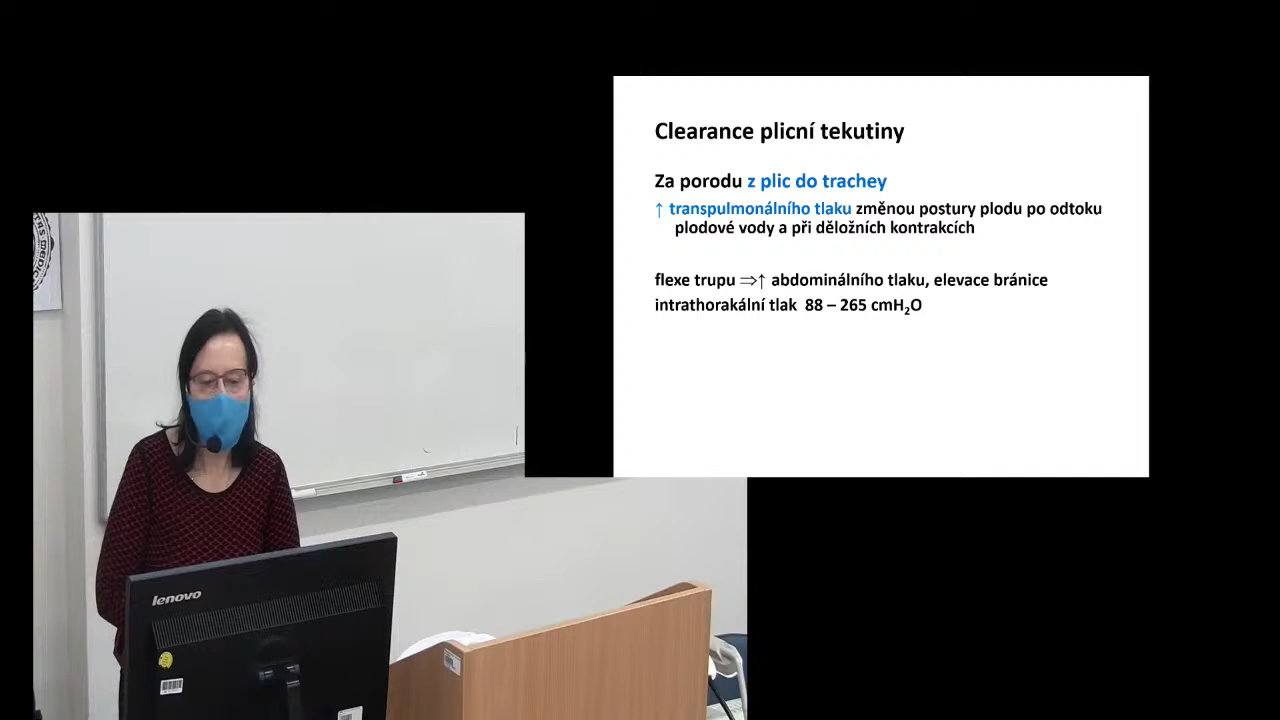 Clearance plicní tekutiny
Za porodu z plic do trachey
↑ transpulmonálního tlaku změnou postury plodu po odtoku
plodové vody a při děložních kontrakcích
flexe trupu ⇒↑ abdominálního tlaku, elevace bránice
intrathorakální tlak 88 – 265 cmH₂O
lenovo